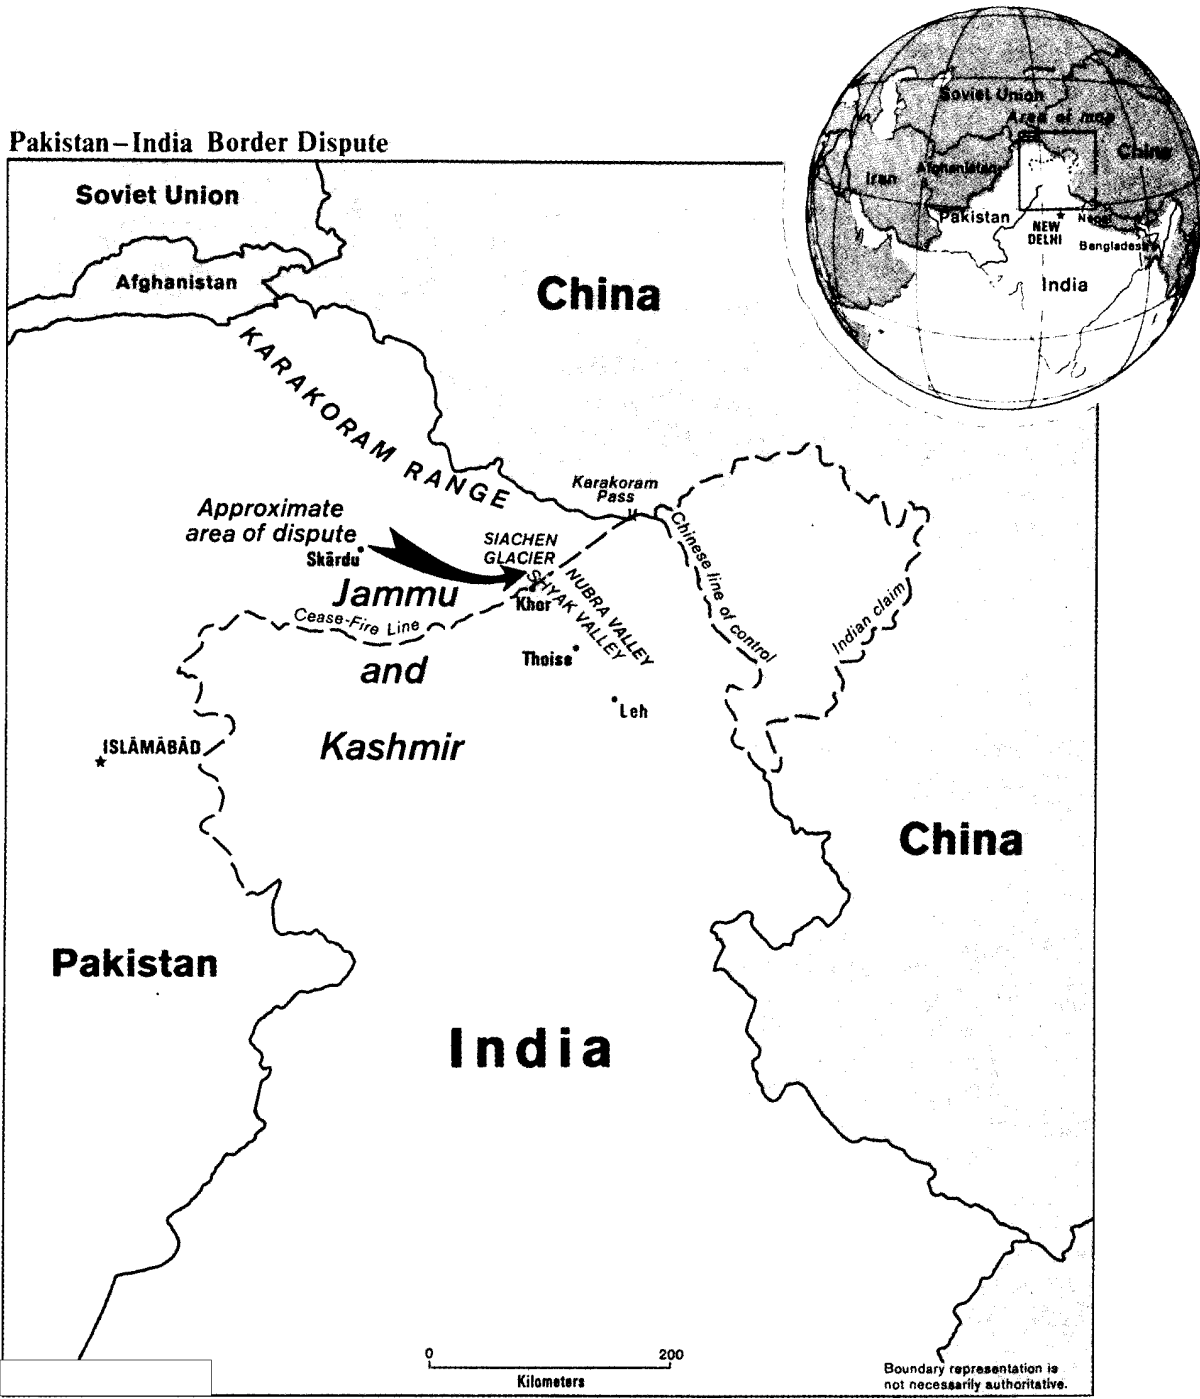 Pakistan–India Border Dispute
Soviet Union
Area of map
China
Iran
Afghanistan
Pakistan
NEW
DELHI
Nepal
Bangladesh
India
Soviet Union
Afghanistan
China
KARAKORAM RANGE
Karakoram
Pass
Approximate
area of dispute
Skārdu
SIACHEN
GLACIER
Chinese line of control
Indian claim
NUBRA VALLEY
SHYAK VALLEY
Khor
Jammu
Cease-Fire Line
and
Thoise
Leh
Kashmir
ISLĀMĀBĀD
China
Pakistan
India
0 200
Kilometers
Boundary representation is
not necessarily authoritative.